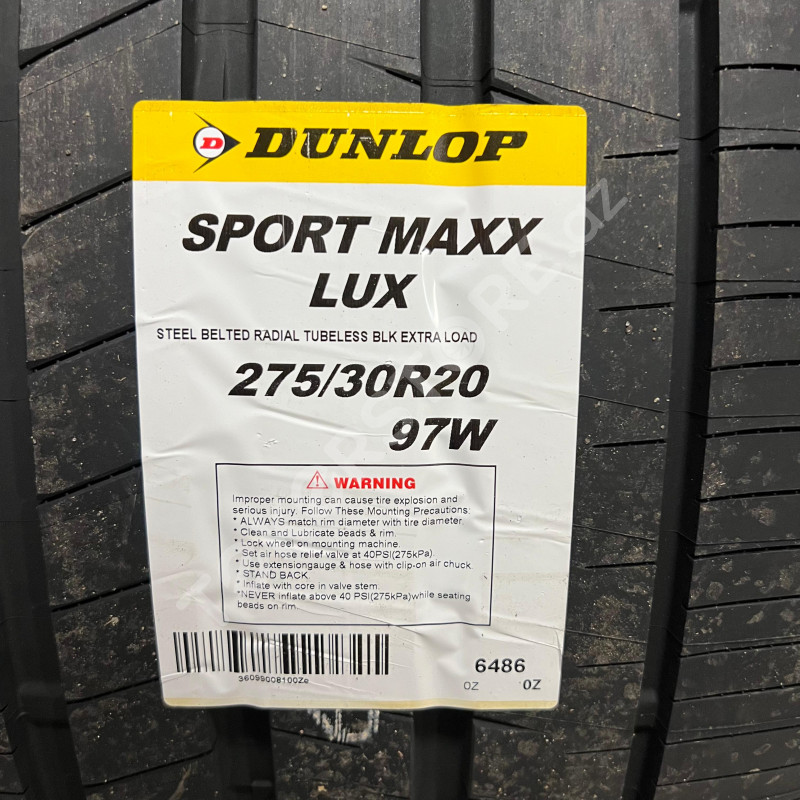 D DUNLOP
SPORT MAXX
LUX
STEEL BELTED RADIAL TUBELESS BLK EXTRA LOAD
275/30R20
97W
WARNING
Improper mounting can cause tire explosion and
serious injury. Follow These Mounting Precautions:
* ALWAYS match rim diameter with tire diameter.
* Clean and Lubricate beads & rim.
* Lock wheel on mounting machine.
* Set air hose relief valve at 40PSI(275kPa).
* Use extensiongauge & hose with clip-on air chuck.
* STAND BACK.
* Inflate with core in valve stem.
*NEVER inflate above 40 PSI(275kPa)while seating
beads on rim.
6486
OZ OZ